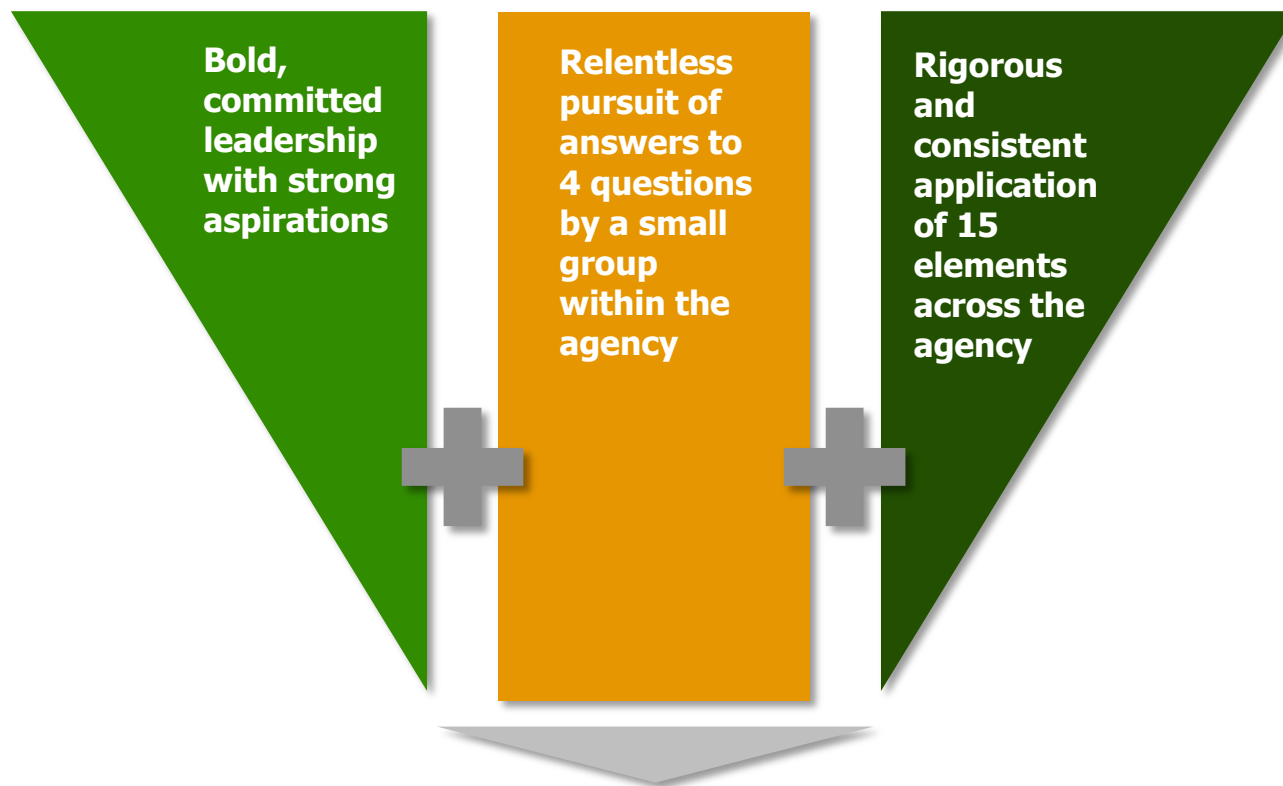 Bold,
committed
leadership
with strong
aspirations
Relentless
pursuit of
answers to
4 questions
by a small
group
within the
agency
Rigorous
and
consistent
application
of 15
elements
across the
agency